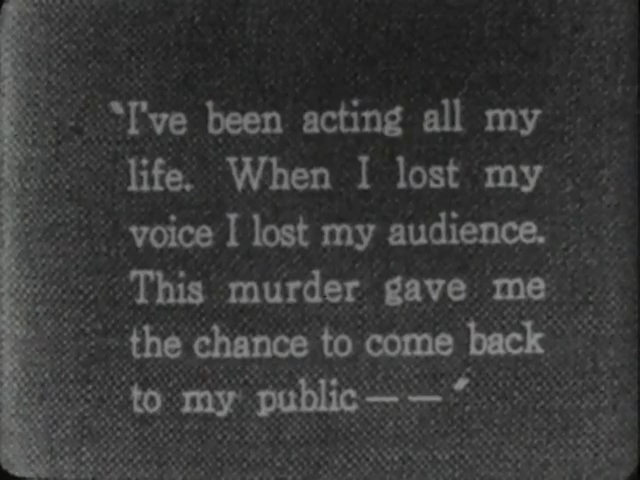 "I've been acting all my
life. When I lost my
voice I lost my audience.
This murder gave me
the chance to come back
to my public — — "